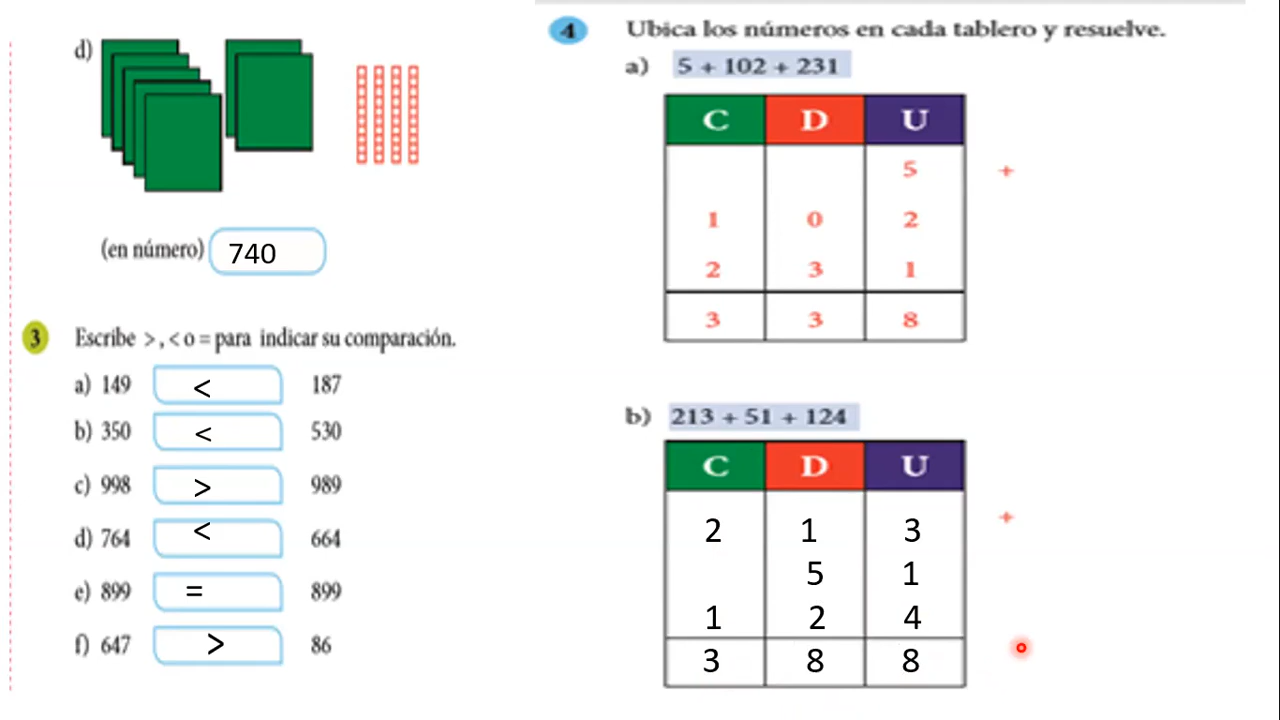 d)
(en número) 740
3 Escribe > , < o = para indicar su comparación.
a) 149 < 187
b) 350 < 530
c) 998 > 989
d) 764 < 664
e) 899 = 899
f) 647 > 86
4 Ubica los números en cada tablero y resuelve.
a) 5 + 102 + 231
C D U
5 +
1 0 2
2 3 1
3 3 8
b) 213 + 51 + 124
C D U
+
2 1 3
5 1
1 2 4
3 8 8